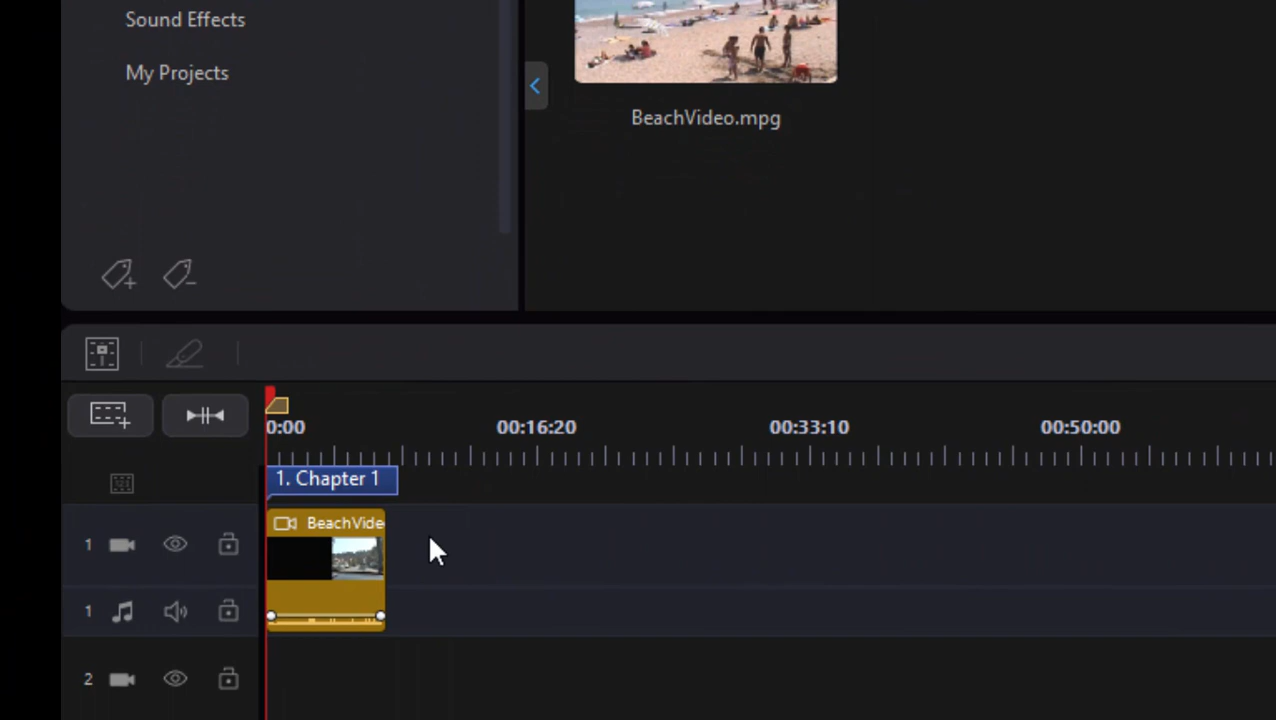 Sound Effects
My Projects
BeachVideo.mpg
0:00 00:16:20 00:33:10 00:50:00
1. Chapter 1
BeachVide
1
1
2